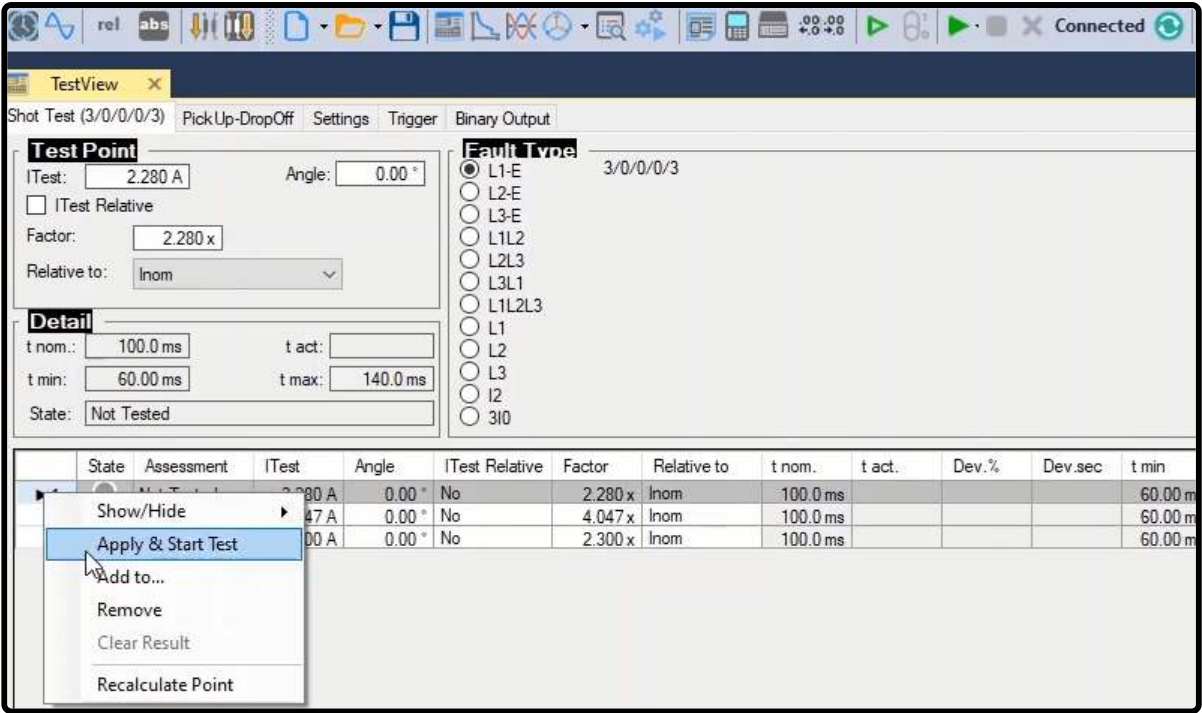 rel abs Connected
TestView
Shot Test (3/0/0/0/3) PickUp-DropOff Settings Trigger Binary Output
Test Point
ITest: 2.280 A Angle: 0.00 °
ITest Relative
Factor: 2.280 x
Relative to: Inom
Detail
t nom.: 100.0 ms t act:
t min: 60.00 ms t max: 140.0 ms
State: Not Tested
Fault Type
L1-E 3/0/0/0/3
L2-E
L3-E
L1L2
L2L3
L3L1
L1L2L3
L1
L2
L3
I2
3I0
State Assessment ITest Angle ITest Relative Factor Relative to t nom. t act. Dev.% Dev.sec t min
80 A 0.00 ° No 2.280 x Inom 100.0 ms 60.00 m
47 A 0.00 ° No 4.047 x Inom 100.0 ms 60.00 m
00 A 0.00 ° No 2.300 x Inom 100.0 ms 60.00 m
Show/Hide
Apply & Start Test
Add to...
Remove
Clear Result
Recalculate Point